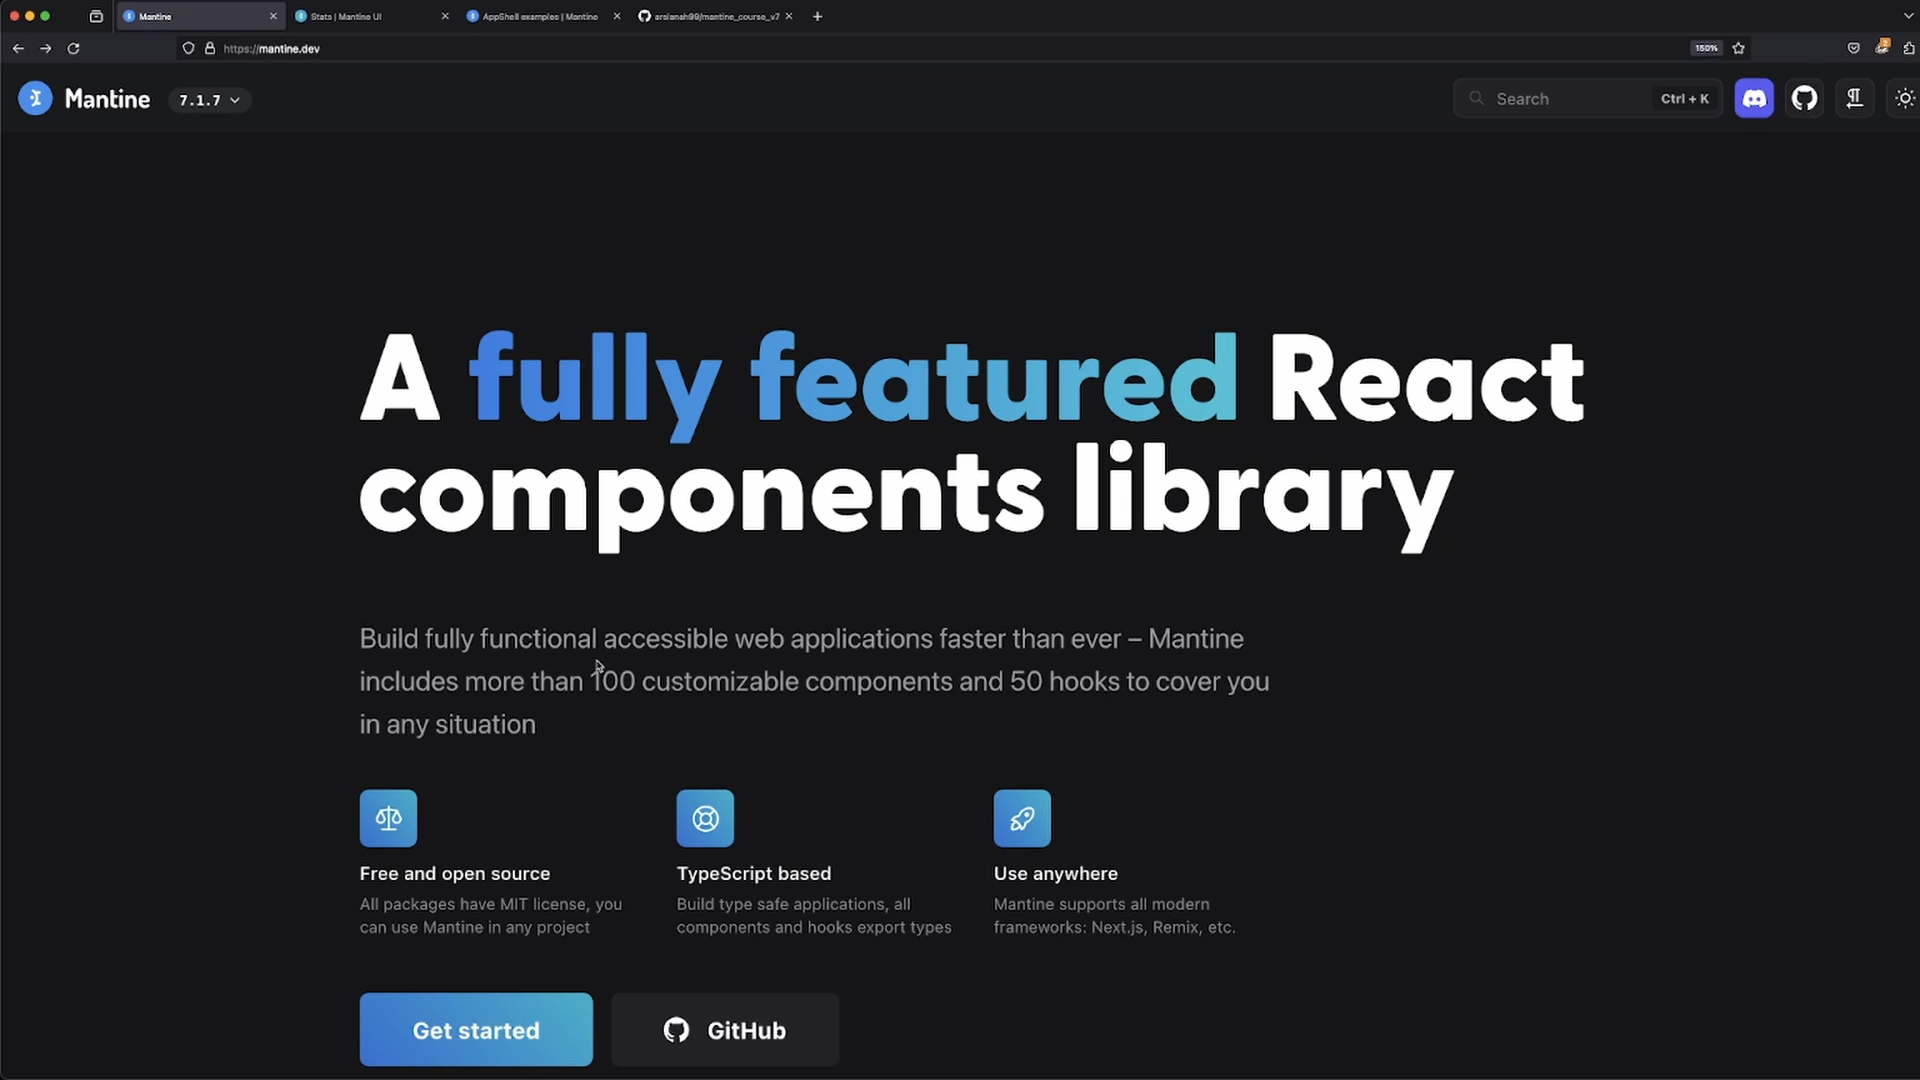 Mantine
Stats | Mantine UI
AppShell examples | Mantine
arslanah99/mantine_course_v7
https://mantine.dev
150%
Mantine
7.1.7
Search
Ctrl + K
A fully featured React
components library
Build fully functional accessible web applications faster than ever – Mantine
includes more than 100 customizable components and 50 hooks to cover you
in any situation
Free and open source
All packages have MIT license, you
can use Mantine in any project
TypeScript based
Build type safe applications, all
components and hooks export types
Use anywhere
Mantine supports all modern
frameworks: Next.js, Remix, etc.
Get started
GitHub